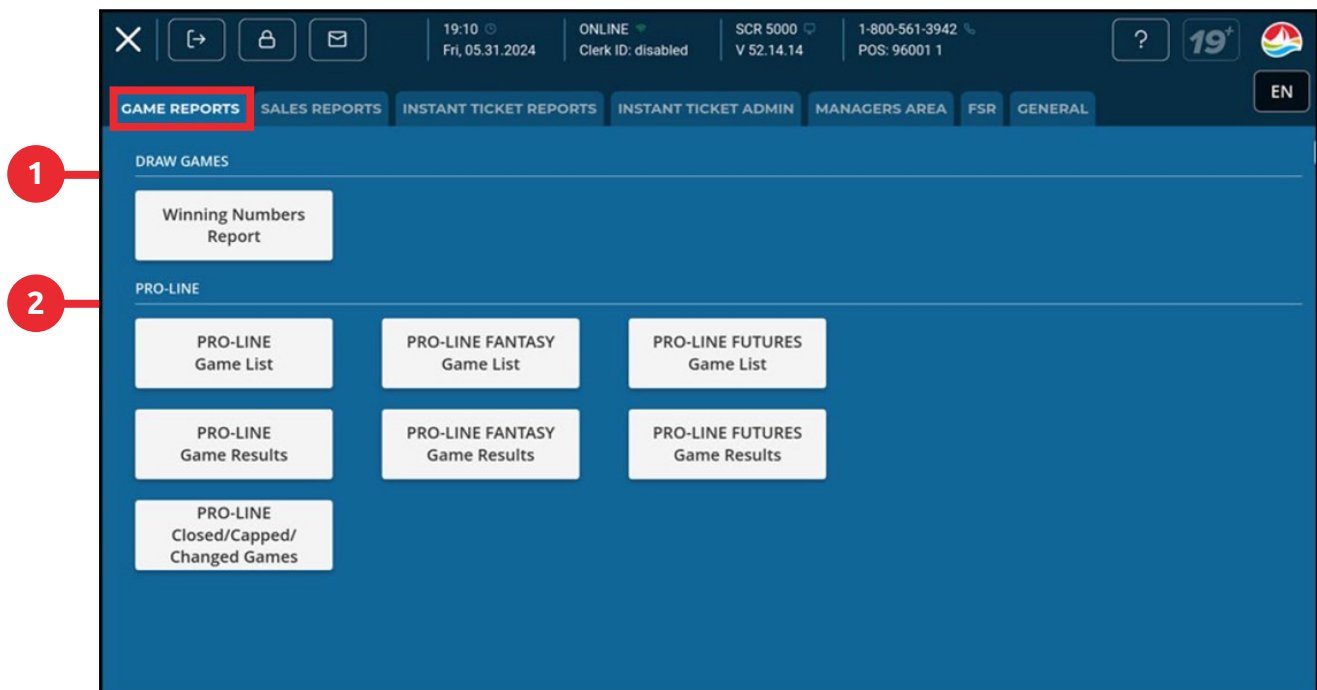 19:10
Fri, 05.31.2024
ONLINE
Clerk ID: disabled
SCR 5000
V 52.14.14
1-800-561-3942
POS: 96001 1
?
19+
EN
GAME REPORTS SALES REPORTS INSTANT TICKET REPORTS INSTANT TICKET ADMIN MANAGERS AREA FSR GENERAL
1
DRAW GAMES
Winning Numbers
Report
2
PRO-LINE
PRO-LINE
Game List
PRO-LINE FANTASY
Game List
PRO-LINE FUTURES
Game List
PRO-LINE
Game Results
PRO-LINE FANTASY
Game Results
PRO-LINE FUTURES
Game Results
PRO-LINE
Closed/Capped/
Changed Games